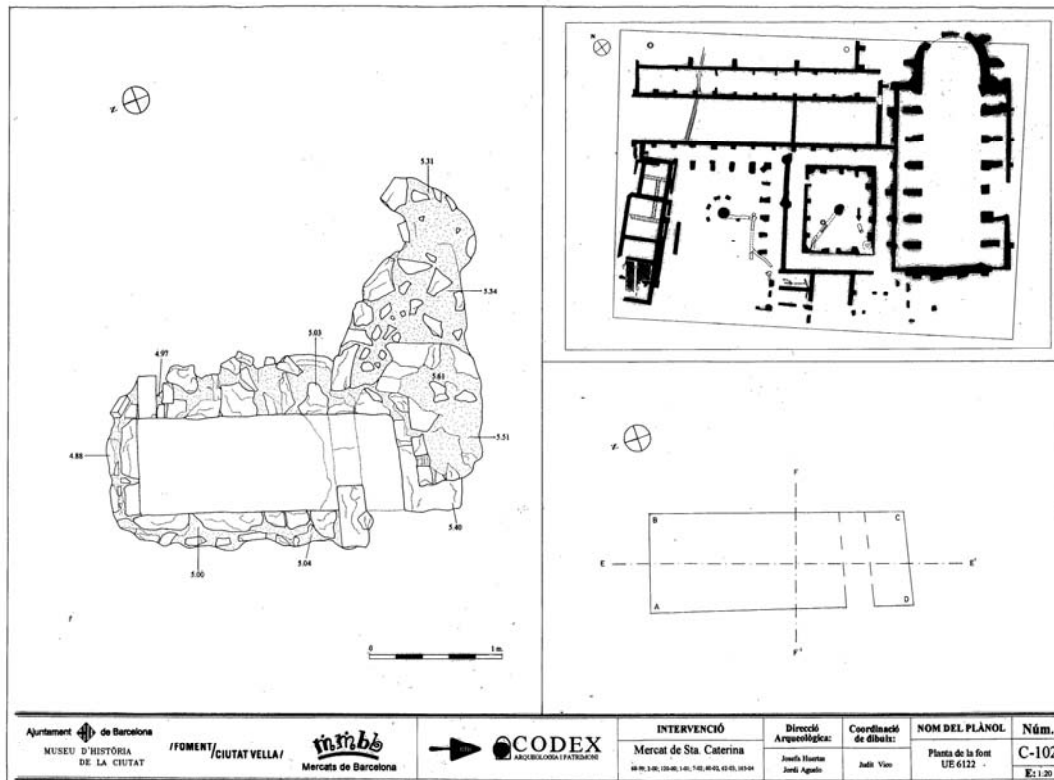 N
5.31
5.34
5.03
4.97
5.61
5.51
4.88
5.40
5.04
5.00
0 1 m.
N
N
F
B C
E E'
A D
F'
Ajuntament de Barcelona
MUSEU D'HISTÒRIA
DE LA CIUTAT
/FOMENT/CIUTAT VELLA/
Mercats de Barcelona
CODEX
ARQUEOLOGIA I PATRIMONI
INTERVENCIÓ
Mercat de Sta. Caterina
Direcció
Arqueològica:
Josefa Huertas
Jordi Aguelo
Coordinació
de dibuix:
Judit Vico
NOM DEL PLÀNOL
Planta de la font
UE 6122
Núm.
C-102
E: 1:20